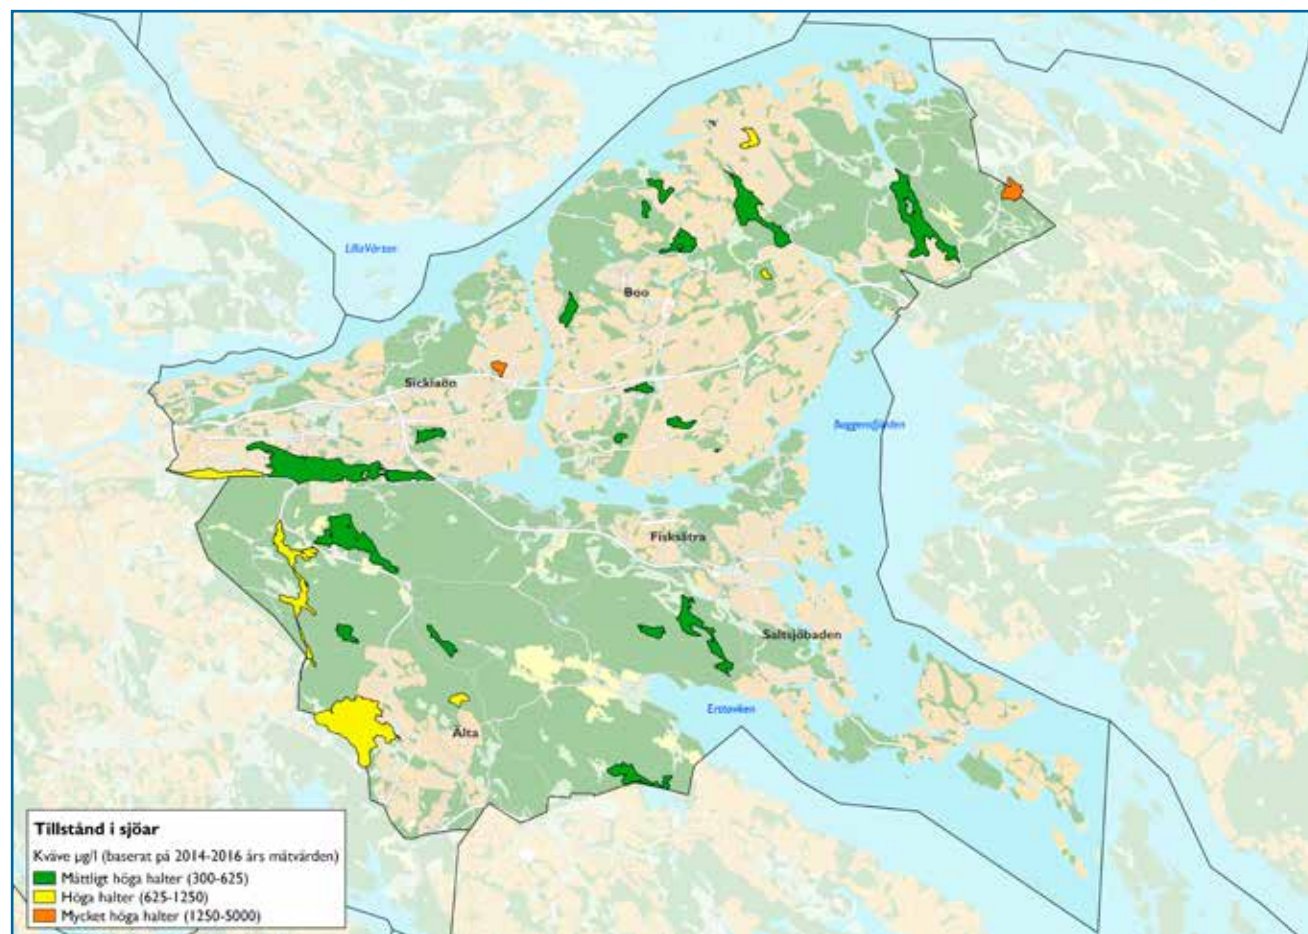 Lilla Värtan
Boo
Sicklaön
Baggensfjärden
Fisksätra
Saltsjöbaden
Erstaviken
Älta
Tillstånd i sjöar
Kväve µg/l (baserat på 2014-2016 års mätvärden)
Måttligt höga halter (300-625)
Höga halter (625-1250)
Mycket höga halter (1250-5000)